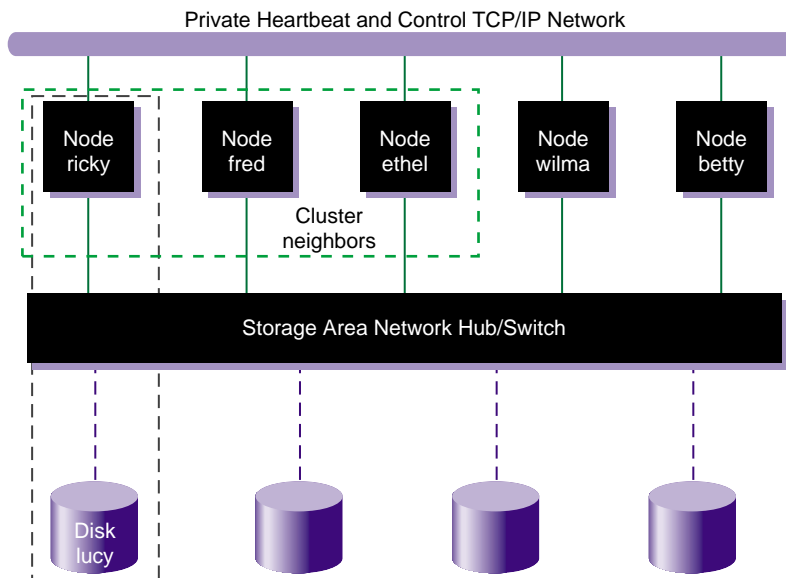 Private Heartbeat and Control TCP/IP Network
Node
ricky
Node
fred
Node
ethel
Node
wilma
Node
betty
Cluster
neighbors
Storage Area Network Hub/Switch
Disk
lucy